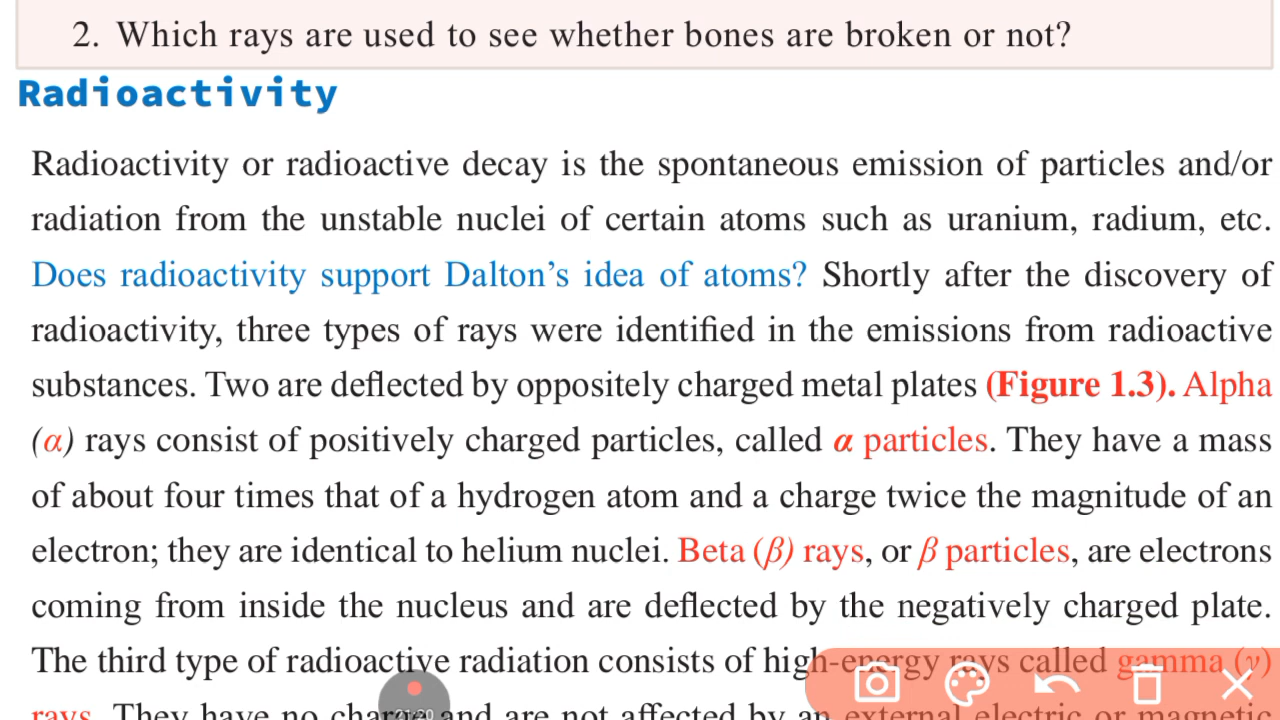 2. Which rays are used to see whether bones are broken or not?
Radioactivity
Radioactivity or radioactive decay is the spontaneous emission of particles and/or
radiation from the unstable nuclei of certain atoms such as uranium, radium, etc.
Does radioactivity support Dalton's idea of atoms? Shortly after the discovery of
radioactivity, three types of rays were identified in the emissions from radioactive
substances. Two are deflected by oppositely charged metal plates (Figure 1.3). Alpha
(α) rays consist of positively charged particles, called α particles. They have a mass
of about four times that of a hydrogen atom and a charge twice the magnitude of an
electron; they are identical to helium nuclei. Beta (β) rays, or β particles, are electrons
coming from inside the nucleus and are deflected by the negatively charged plate.
The third type of radioactive radiation consists of high-energy rays called gamma (γ)
rays. They have no charge and are not affected by an external electric or magnetic